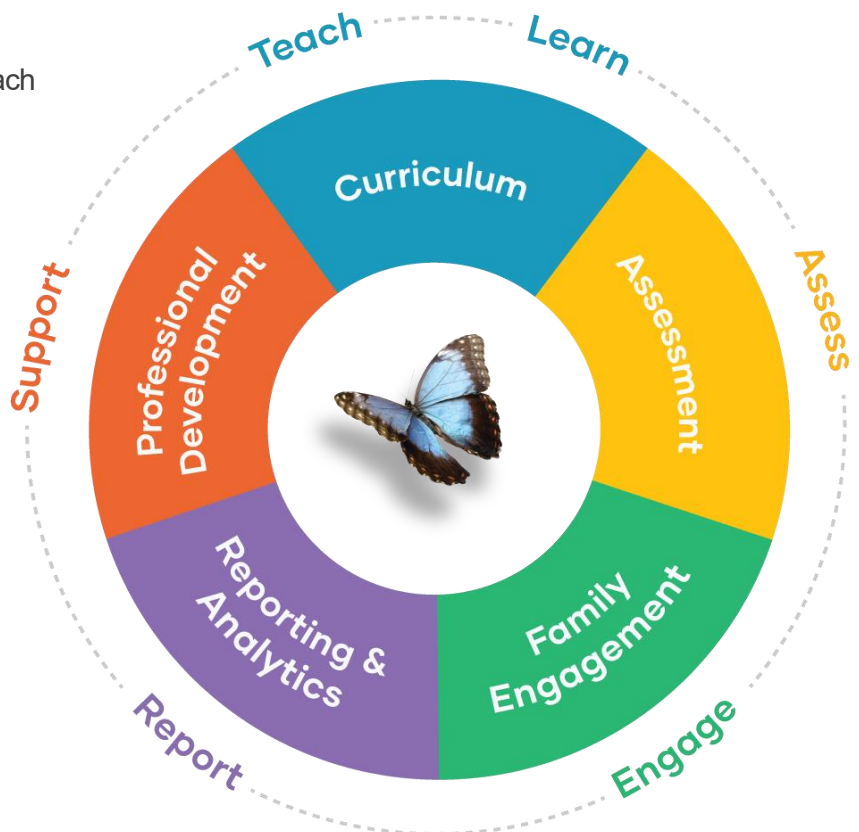 Teach
Learn
ach
Curriculum
Assess
Assessment
Support
Professional
Development
Reporting &
Analytics
Family
Engagement
Report
Engage